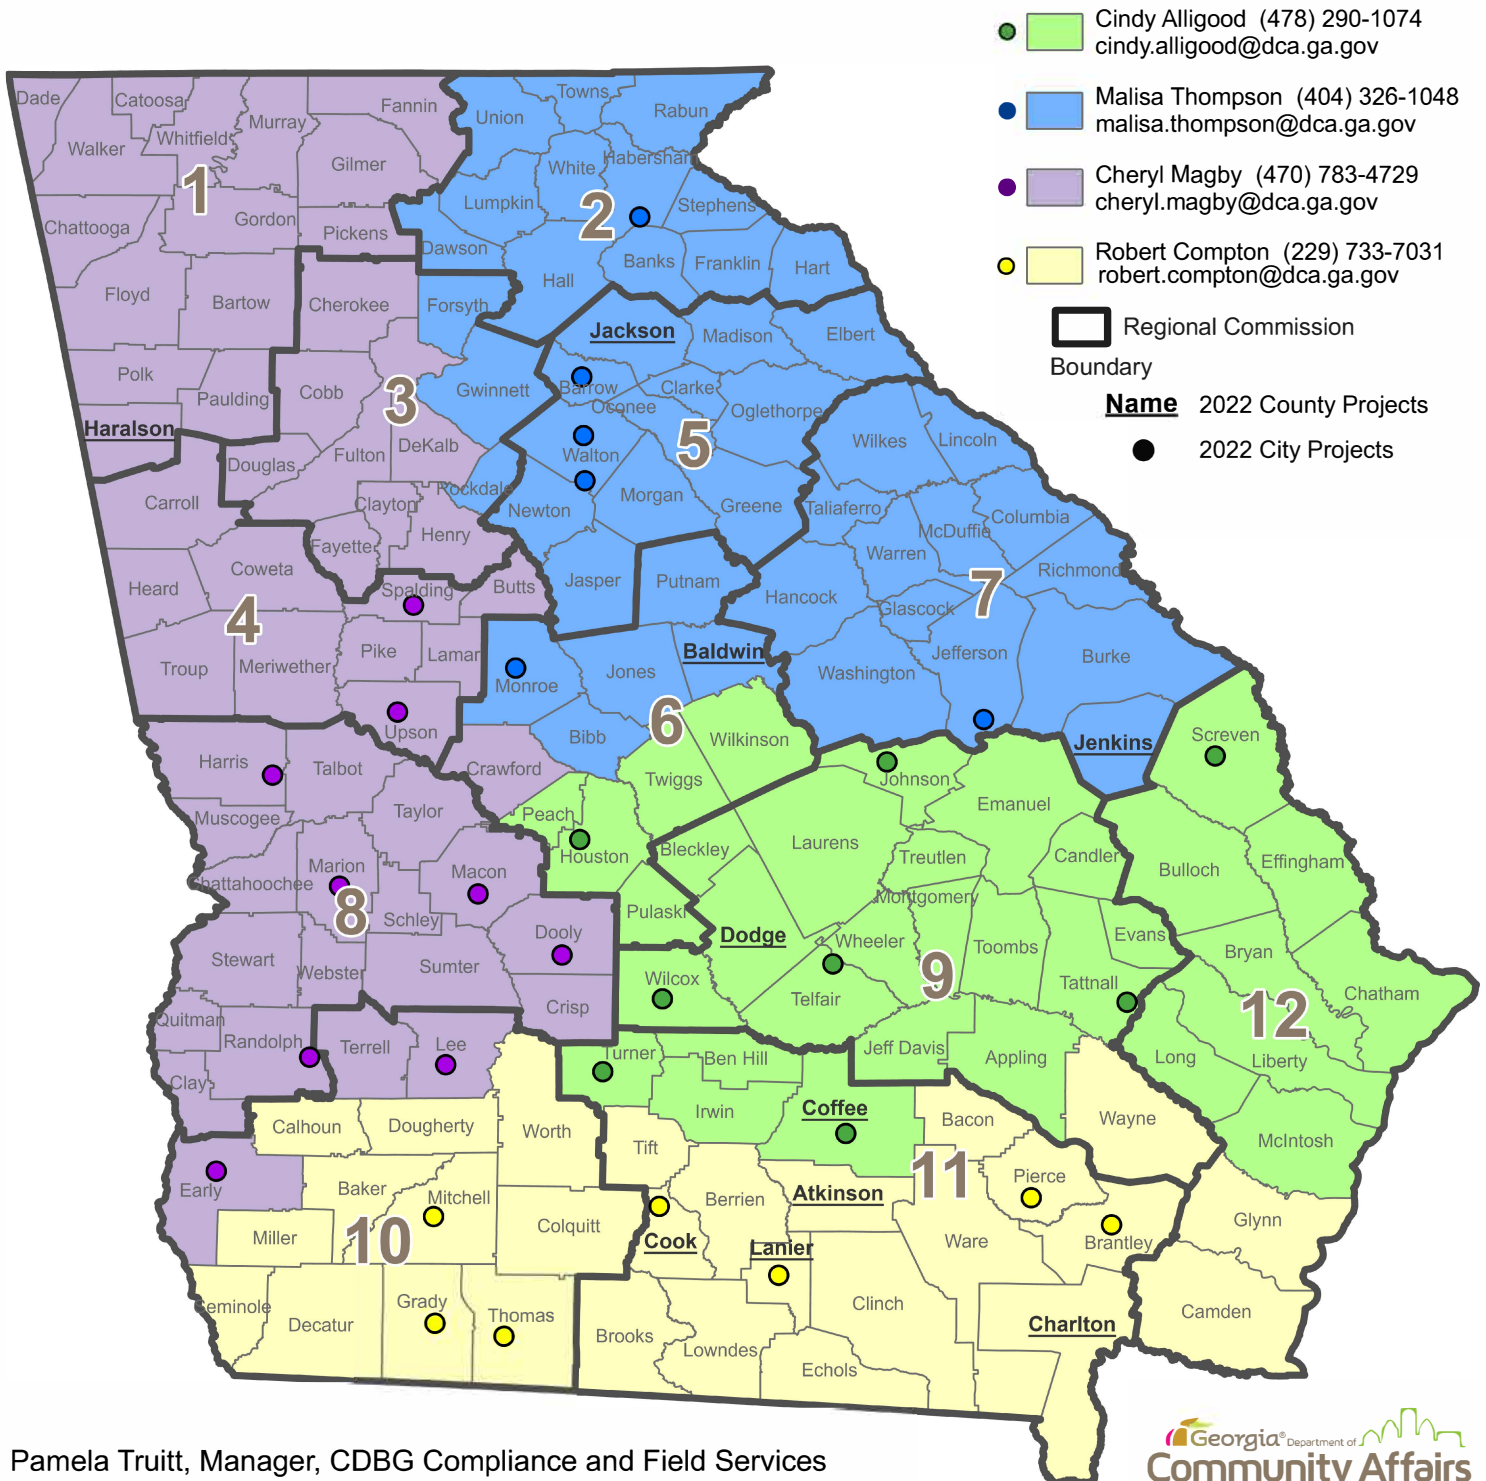 Cindy Alligood (478) 290-1074
cindy.alligood@dca.ga.gov
Malisa Thompson (404) 326-1048
malisa.thompson@dca.ga.gov
Cheryl Magby (470) 783-4729
cheryl.magby@dca.ga.gov
Robert Compton (229) 733-7031
robert.compton@dca.ga.gov
Regional Commission
Boundary
Name 2022 County Projects
2022 City Projects
Dade
Catoosa
Fannin
Murray
Whitfield
Walker
Gilmer
1
Chattooga
Gordon
Pickens
Floyd
Bartow
Polk
Paulding
Haralson
Towns
Union
Rabun
White
Habersham
Lumpkin
2
Stephens
Dawson
Banks
Franklin
Hart
Hall
Cherokee
Forsyth
Cobb
3
Gwinnett
DeKalb
Fulton
Douglas
Rockdale
Clayton
Henry
Fayette
Jackson
Madison
Elbert
Barrow
Clarke
Oconee
Oglethorpe
5
Walton
Morgan
Newton
Greene
Jasper
Wilkes
Lincoln
Taliaferro
Columbia
McDuffie
Warren
Richmond
7
Hancock
Glascock
Jefferson
Burke
Washington
Jenkins
Carroll
Coweta
Heard
4
Spalding
Butts
Pike
Lamar
Troup
Meriwether
Upson
Putnam
Baldwin
Jones
Monroe
6
Bibb
Wilkinson
Crawford
Twiggs
Peach
Houston
Pulaski
Harris
Talbot
Taylor
Muscogee
Marion
Macon
Chattahoochee
8
Schley
Dooly
Stewart
Webster
Sumter
Crisp
Quitman
Randolph
Clay
Johnson
Emanuel
Laurens
Bleckley
Treutlen
Candler
Montgomery
Dodge
Wheeler
Toombs
Evans
9
Wilcox
Telfair
Tattnall
Jeff Davis
Appling
Wayne
Screven
Bulloch
Effingham
Bryan
Chatham
12
Long
Liberty
McIntosh
Glynn
Camden
Terrell
Lee
Calhoun
Dougherty
Worth
Early
Baker
Mitchell
Miller
10
Colquitt
Seminole
Decatur
Grady
Thomas
Turner
Ben Hill
Irwin
Coffee
Tift
Bacon
11
Pierce
Berrien
Atkinson
Cook
Lanier
Ware
Brantley
Clinch
Charlton
Brooks
Lowndes
Echols
Pamela Truitt, Manager, CDBG Compliance and Field Services
Georgia® Department of
Community Affairs